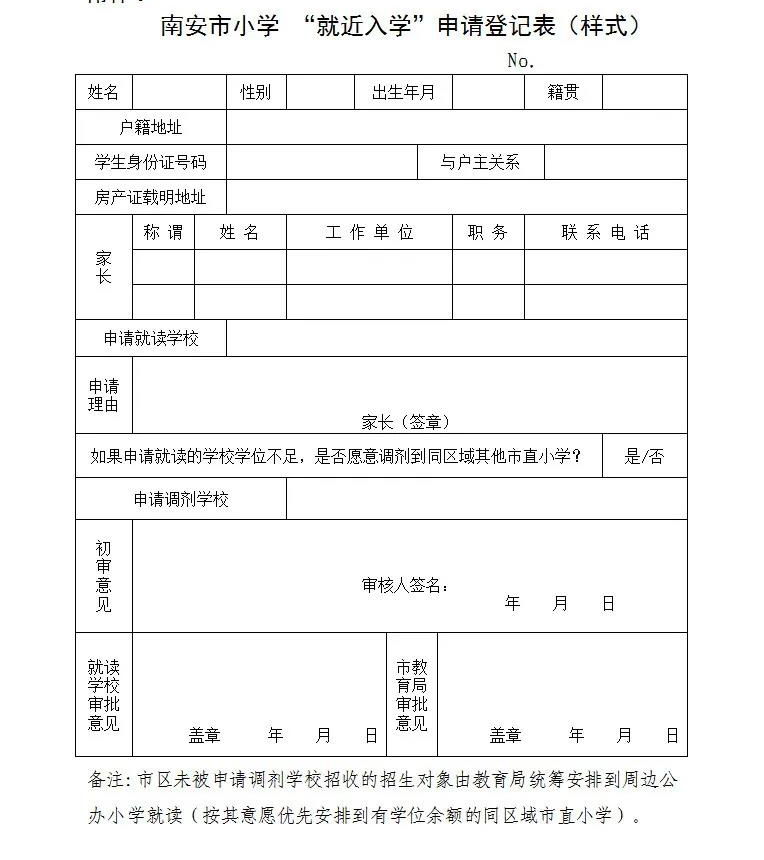 南安市小学 “就近入学”申请登记表（样式）
No.
姓名 性别 出生年月 籍贯
户籍地址
学生身份证号码 与户主关系
房产证载明地址
家长 称谓 姓名 工作单位 职务 联系电话
申请就读学校
申请理由
家长（签章）
如果申请就读的学校学位不足，是否愿意调剂到同区域其他市直小学？ 是/否
申请调剂学校
初审意见
审核人签名：
年 月 日
就读学校审批意见 盖章 年 月 日
市教育局审批意见 盖章 年 月 日
备注：市区未被申请调剂学校招收的招生对象由教育局统筹安排到周边公
办小学就读（按其意愿优先安排到有学位余额的同区域市直小学）。